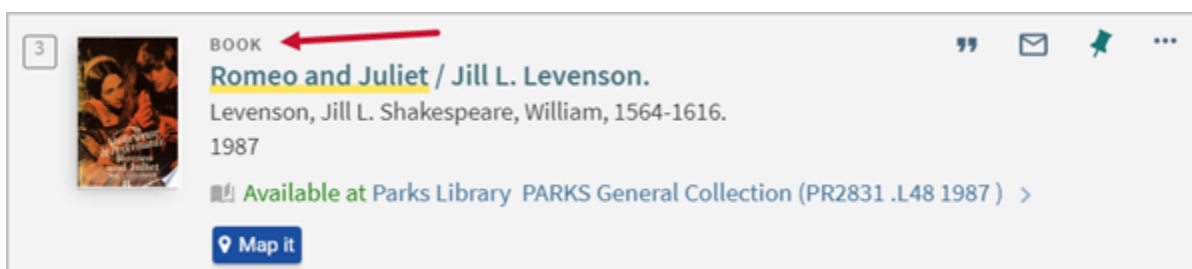 3
BOOK
Romeo and Juliet / Jill L. Levenson.
Levenson, Jill L. Shakespeare, William, 1564-1616.
1987
Available at Parks Library PARKS General Collection (PR2831 .L48 1987 )
Map it